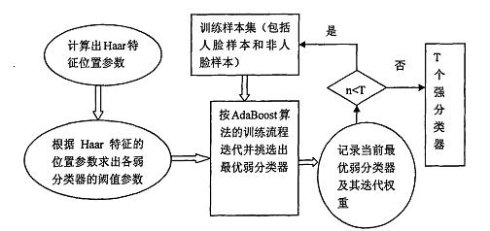 计算出Haar特
征位置参数
根据 Haar 特征的
位置参数求出各弱
分类器的阈值参数
训练样本集（包括
人脸样本和非人
脸样本）
按AdaBoost算
法的训练流程
迭代并挑选出
最优弱分类器
记录当前最
优弱分类器
及其迭代权
重
n<T
是
否
T
个
强
分
类
器